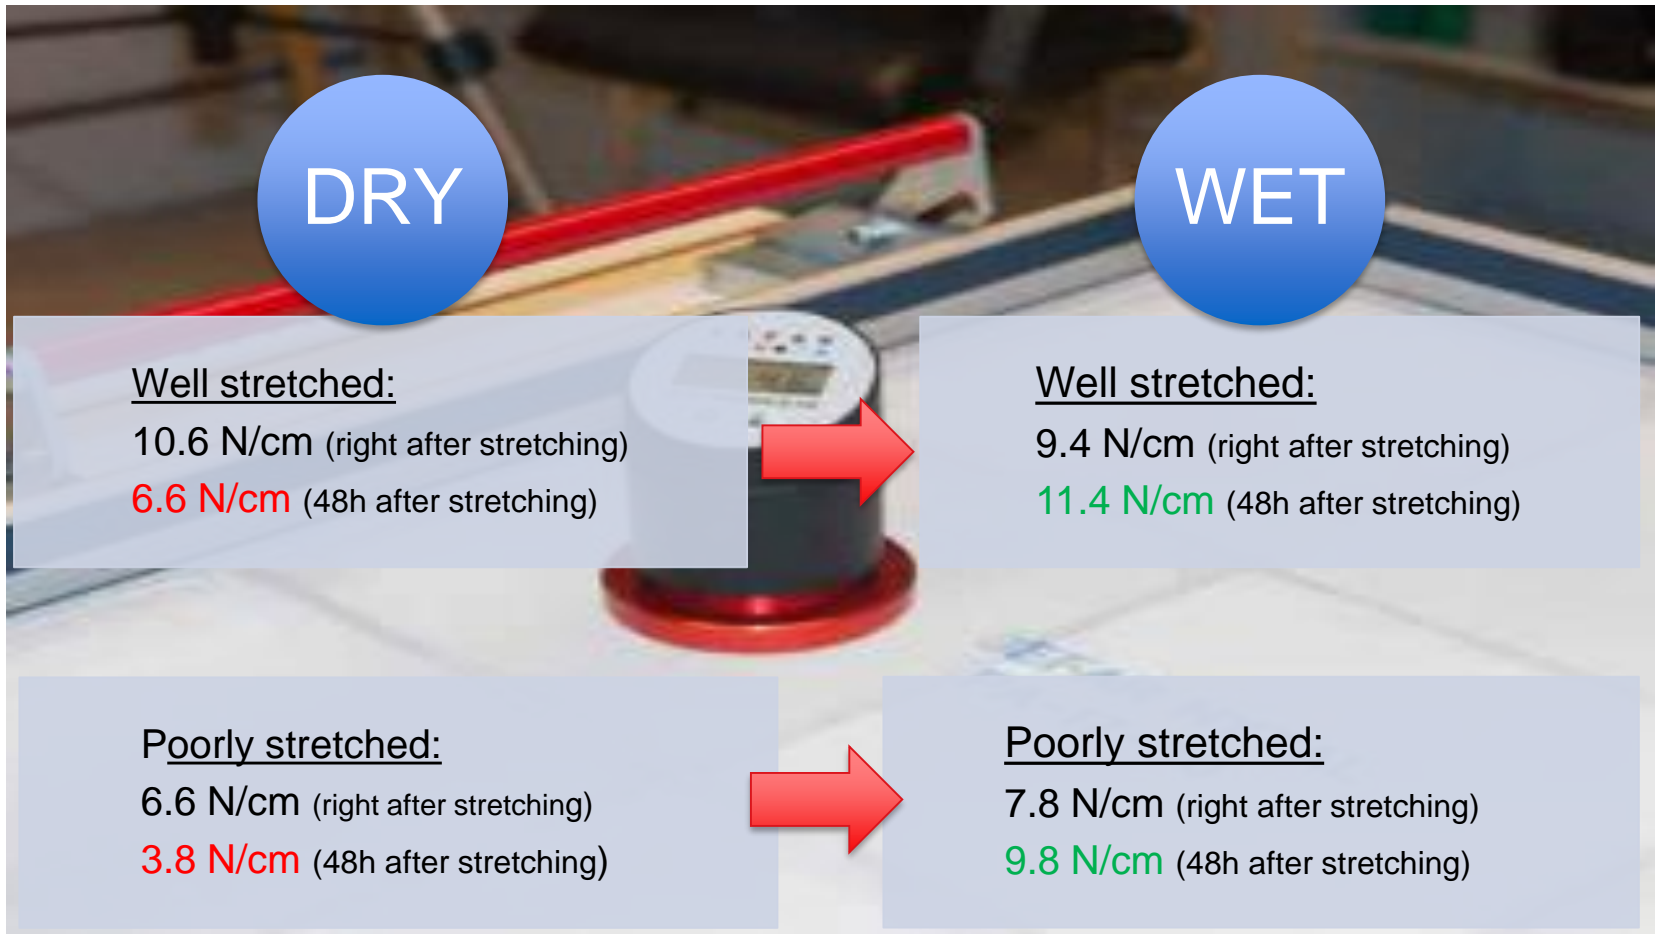 DRY
Well stretched:
10.6 N/cm (right after stretching)
6.6 N/cm (48h after stretching)
Poorly stretched:
6.6 N/cm (right after stretching)
3.8 N/cm (48h after stretching)
WET
Well stretched:
9.4 N/cm (right after stretching)
11.4 N/cm (48h after stretching)
Poorly stretched:
7.8 N/cm (right after stretching)
9.8 N/cm (48h after stretching)